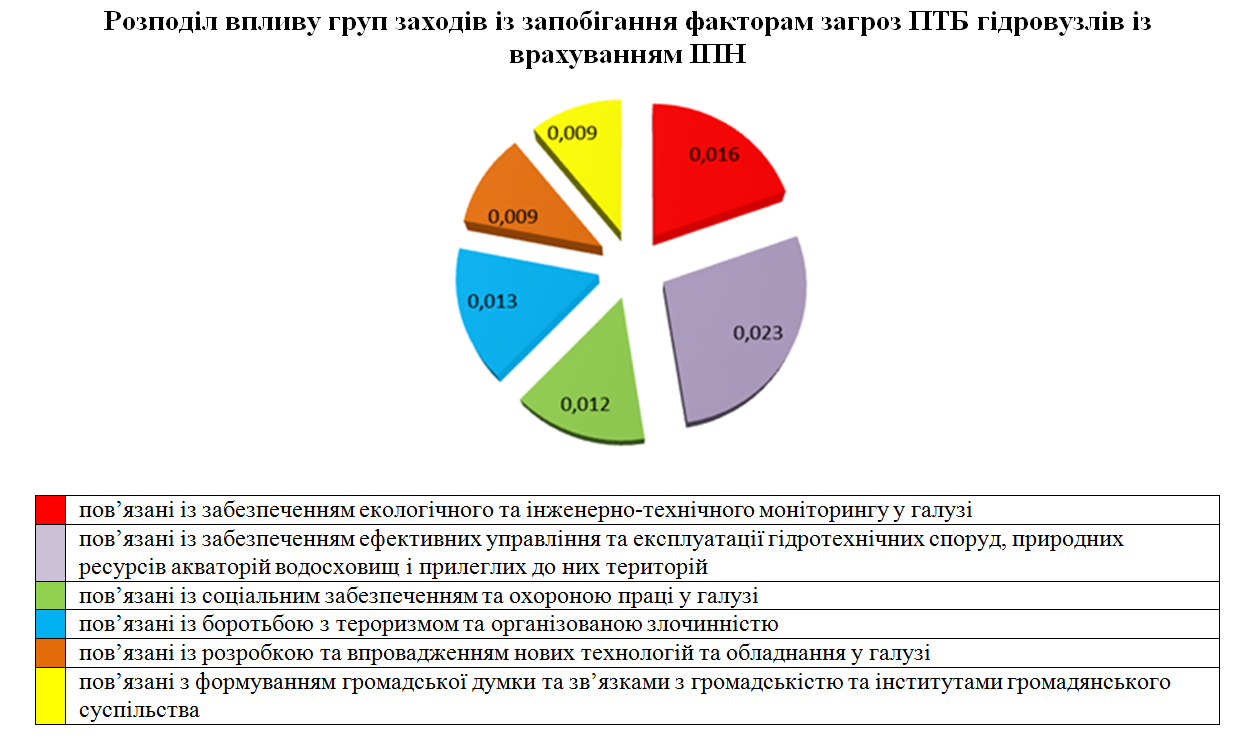 Розподіл впливу груп заходів із запобігання факторам загроз ПТБ гідровузлів із
врахуванням ІПН
0,009
0,016
0,009
0,013
0,023
0,012
пов’язані із забезпеченням екологічного та інженерно-технічного моніторингу у галузі
пов’язані із забезпеченням ефективних управління та експлуатації гідротехнічних споруд, природних
ресурсів акваторій водосховищ і прилеглих до них територій
пов’язані із соціальним забезпеченням та охороною праці у галузі
пов’язані із боротьбою з тероризмом та організованою злочинністю
пов’язані із розробкою та впровадженням нових технологій та обладнання у галузі
пов’язані з формуванням громадської думки та зв’язками з громадськістю та інститутами громадянського
суспільства